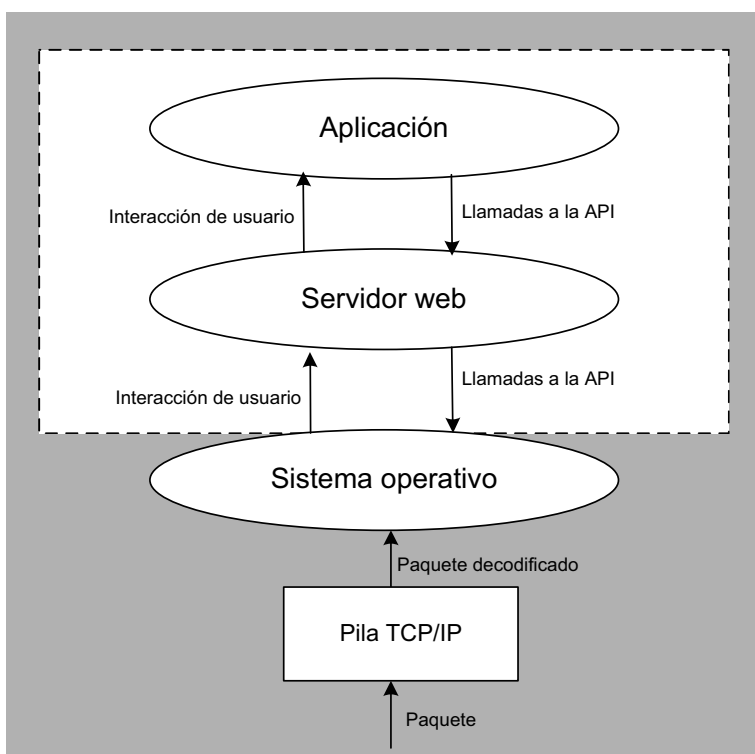 Aplicación
Interacción de usuario
Llamadas a la API
Servidor web
Interacción de usuario
Llamadas a la API
Sistema operativo
Paquete decodificado
Pila TCP/IP
Paquete